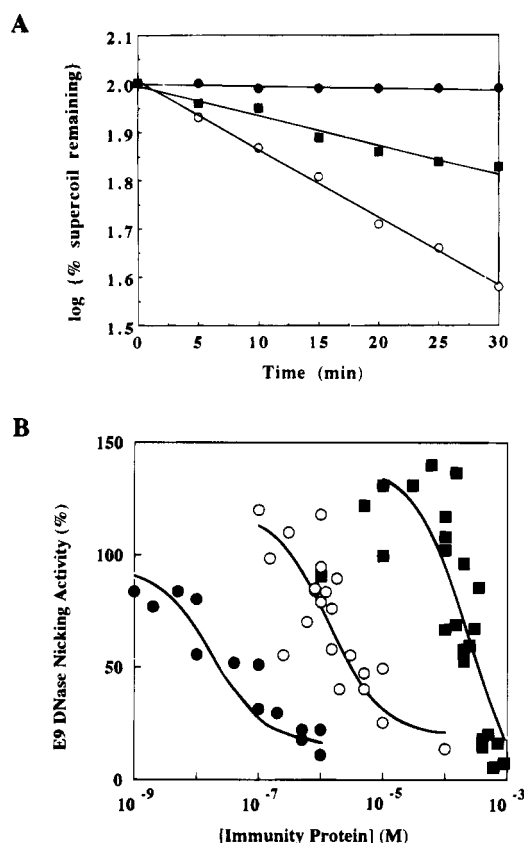 A
2.1
2.0
1.9
1.8
1.7
1.6
1.5
log {% supercoil remaining}
0 5 10 15 20 25 30
Time (min)
B
150
100
50
0
E9 DNase Nicking Activity (%)
10⁻⁹ 10⁻⁷ 10⁻⁵ 10⁻³
[Immunity Protein] (M)